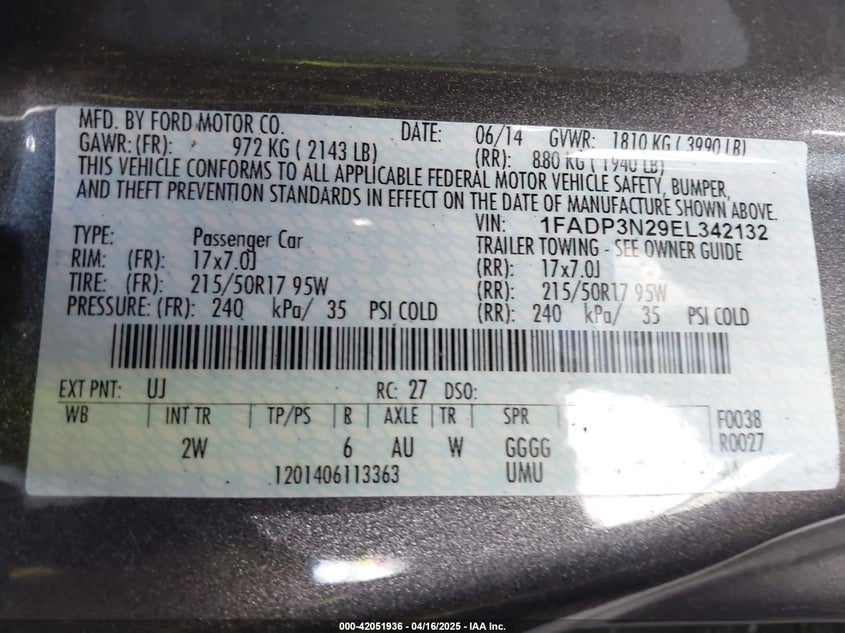 MFD. BY FORD MOTOR CO. DATE: 06/14 GVWR: 1810 KG ( 3990 LB)
GAWR: (FR): 972 KG ( 2143 LB) (RR): 880 KG ( 1940 LB)
THIS VEHICLE CONFORMS TO ALL APPLICABLE FEDERAL MOTOR VEHICLE SAFETY, BUMPER,
AND THEFT PREVENTION STANDARDS IN EFFECT ON THE DATE OF MANUFACTURE SHOWN ABOVE.
VIN: 1FADP3N29EL342132
TYPE: Passenger Car TRAILER TOWING - SEE OWNER GUIDE
RIM: (FR): 17x7.0J (RR): 17x7.0J
TIRE: (FR): 215/50R17 95W (RR): 215/50R17 95W
PRESSURE: (FR): 240 kPa/ 35 PSI COLD (RR): 240 kPa/ 35 PSI COLD
EXT PNT: UJ RC: 27 DSO:
WB INT TR TP/PS R AXLE TR SPR F0038
2W 6 AU W GGGG R0027
1201406113363 UMU AA
000-42051936 - 04/16/2025 - IAA Inc.